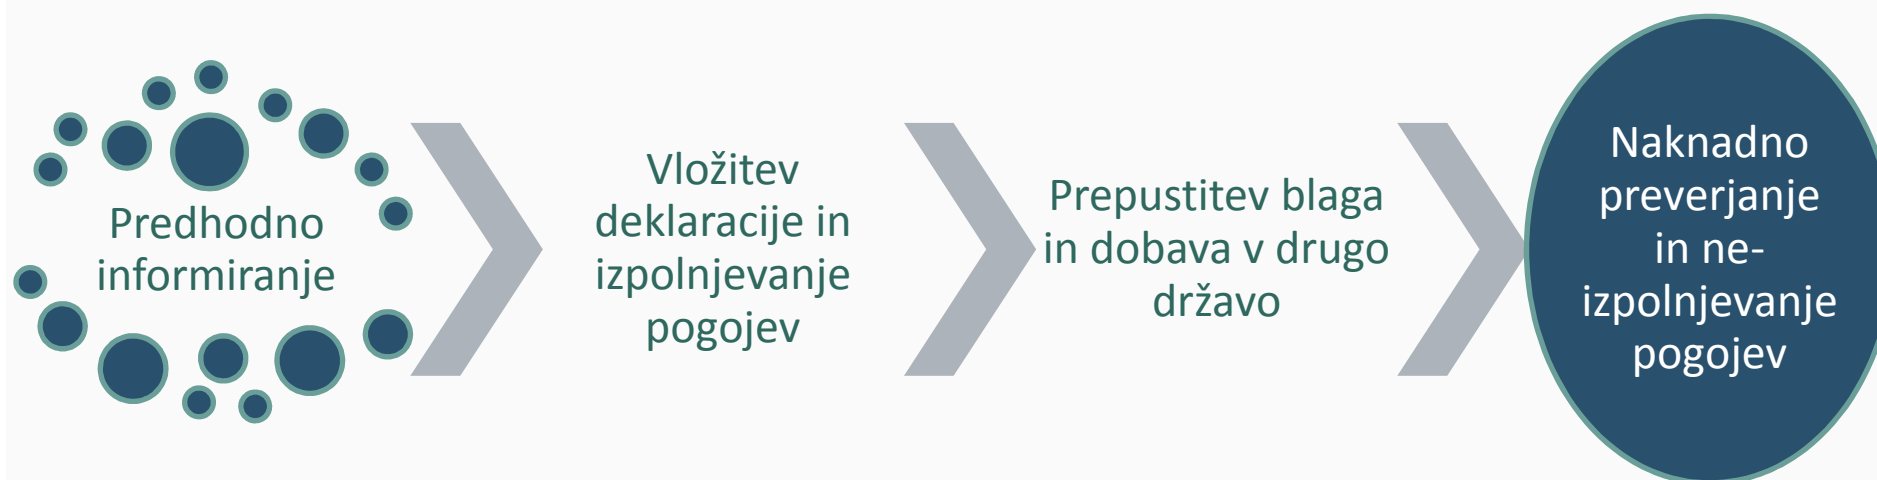 Predhodno
informiranje
Vložitev
deklaracije in
izpolnjevanje
pogojev
Prepustitev blaga
in dobava v drugo
državo
Naknadno
preverjanje
in ne-
izpolnjevanje
pogojev